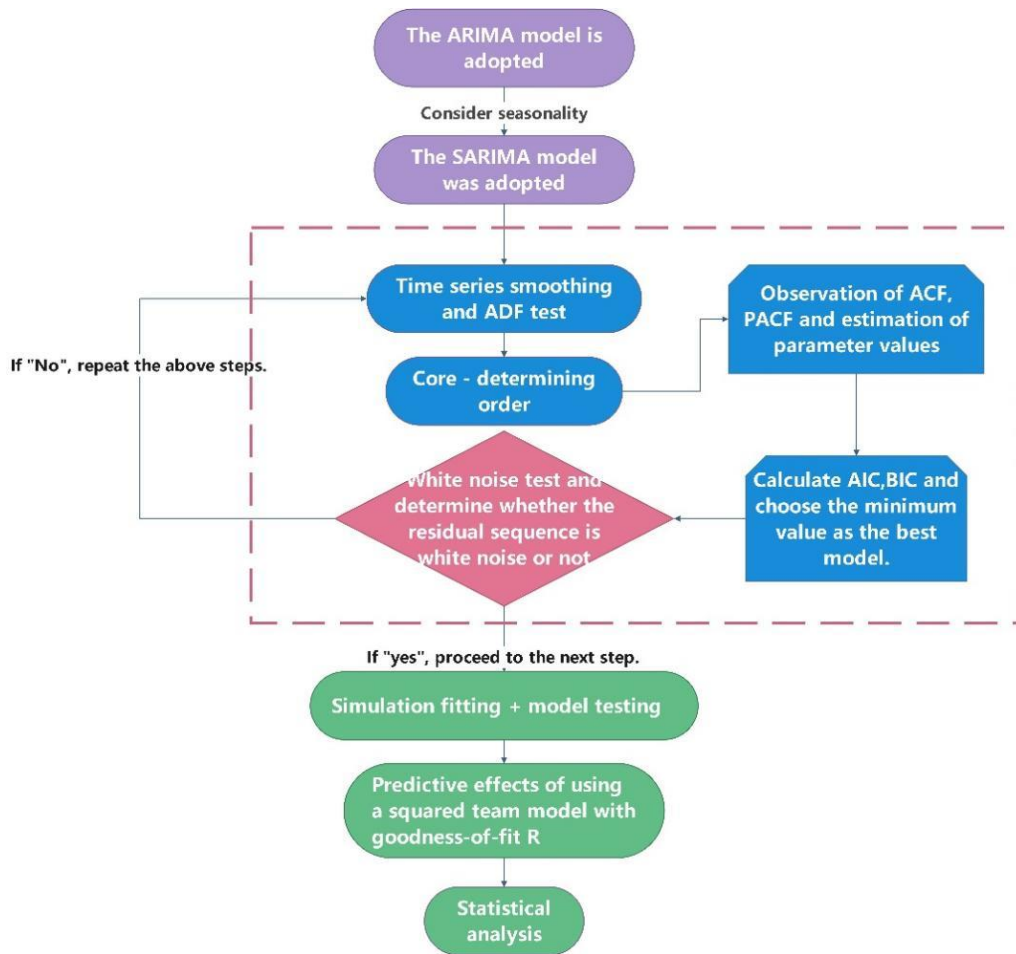 The ARIMA model is
adopted
Consider seasonality
The SARIMA model
was adopted
Time series smoothing
and ADF test
Observation of ACF,
PACF and estimation of
parameter values
If "No", repeat the above steps.
Core - determining
order
White noise test and
determine whether the
residual sequence is
white noise or not
Calculate AIC,BIC and
choose the minimum
value as the best
model.
If "yes", proceed to the next step.
Simulation fitting + model testing
Predictive effects of using
a squared team model with
goodness-of-fit R
Statistical
analysis